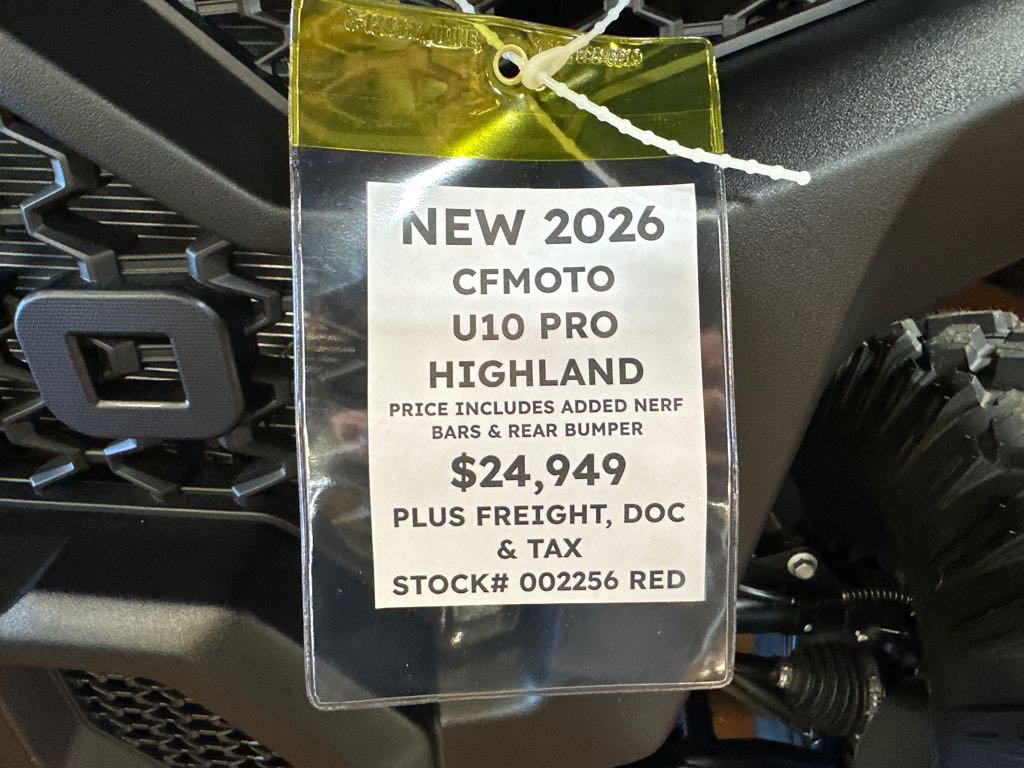 NEW 2026
CFMOTO
U10 PRO
HIGHLAND
PRICE INCLUDES ADDED NERF
BARS & REAR BUMPER
$24,949
PLUS FREIGHT, DOC
& TAX
STOCK# 002256 RED